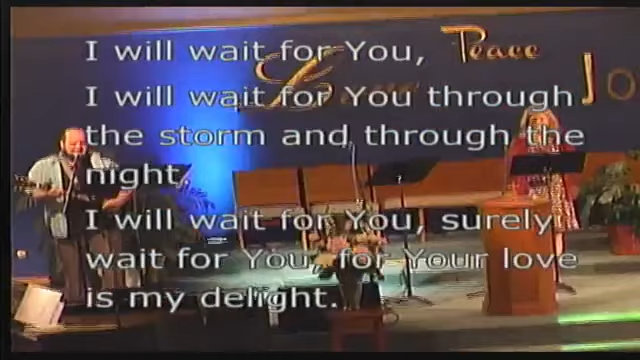 Peace
Love
Jo
I will wait for You,
I will wait for You through
the storm and through the
night.
I will wait for You, surely
wait for You, for Your love
is my delight.